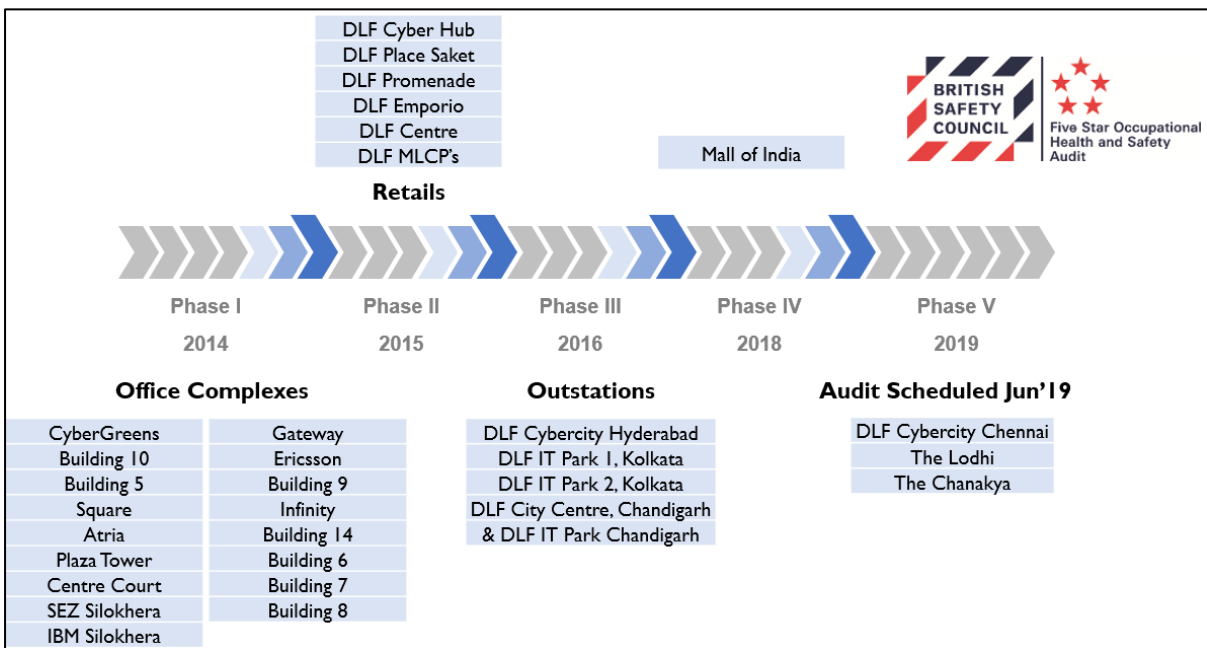 DLF Cyber Hub
DLF Place Saket
DLF Promenade
DLF Emporio
DLF Centre
DLF MLCP's
Retails
Mall of India
BRITISH
SAFETY
COUNCIL
Five Star Occupational
Health and Safety
Audit
Phase I
2014
Phase II
2015
Phase III
2016
Phase IV
2018
Phase V
2019
Office Complexes
CyberGreens
Building 10
Building 5
Square
Atria
Plaza Tower
Centre Court
SEZ Silokhera
IBM Silokhera
Gateway
Ericsson
Building 9
Infinity
Building 14
Building 6
Building 7
Building 8
Outstations
DLF Cybercity Hyderabad
DLF IT Park 1, Kolkata
DLF IT Park 2, Kolkata
DLF City Centre, Chandigarh
& DLF IT Park Chandigarh
Audit Scheduled Jun'19
DLF Cybercity Chennai
The Lodhi
The Chanakya